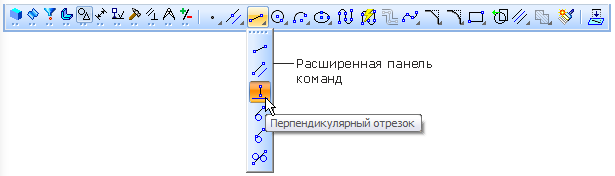 Расширенная панель
команд
Перпендикулярный отрезок